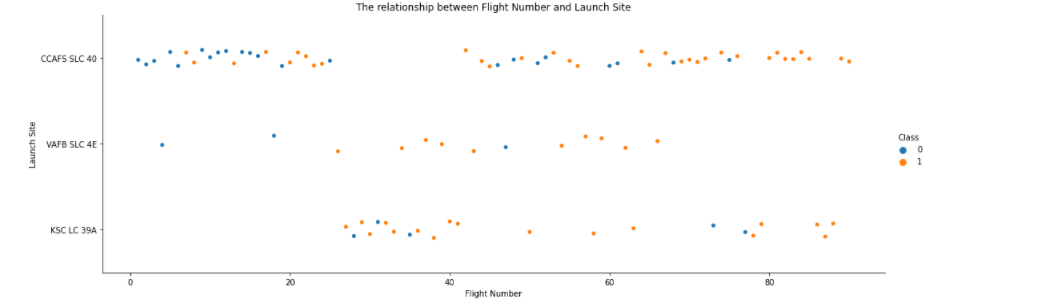 The relationship between Flight Number and Launch Site
CCAFS SLC 40
VAFB SLC 4E
KSC LC 39A
Launch Site
0
20
40
60
80
Flight Number
Class
0
1